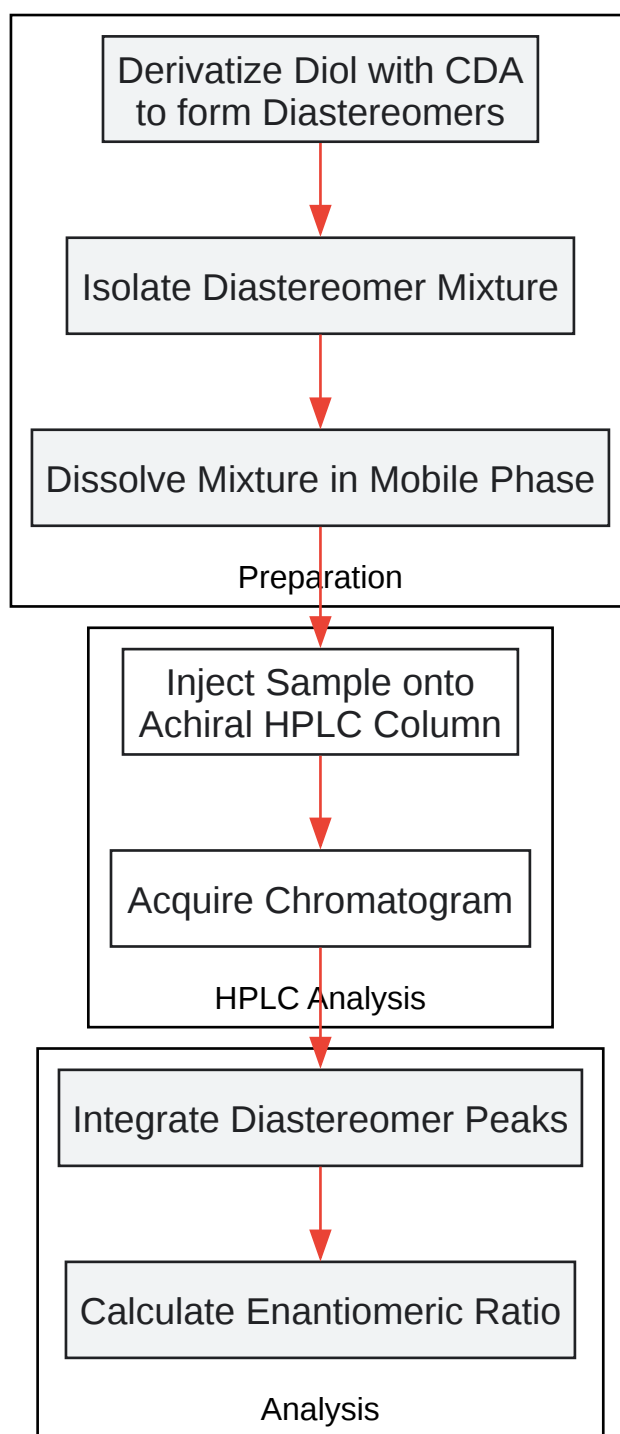 Derivatize Diol with CDA
to form Diastereomers
Isolate Diastereomer Mixture
Dissolve Mixture in Mobile Phase
Preparation
Inject Sample onto
Achiral HPLC Column
Acquire Chromatogram
HPLC Analysis
Integrate Diastereomer Peaks
Calculate Enantiomeric Ratio
Analysis